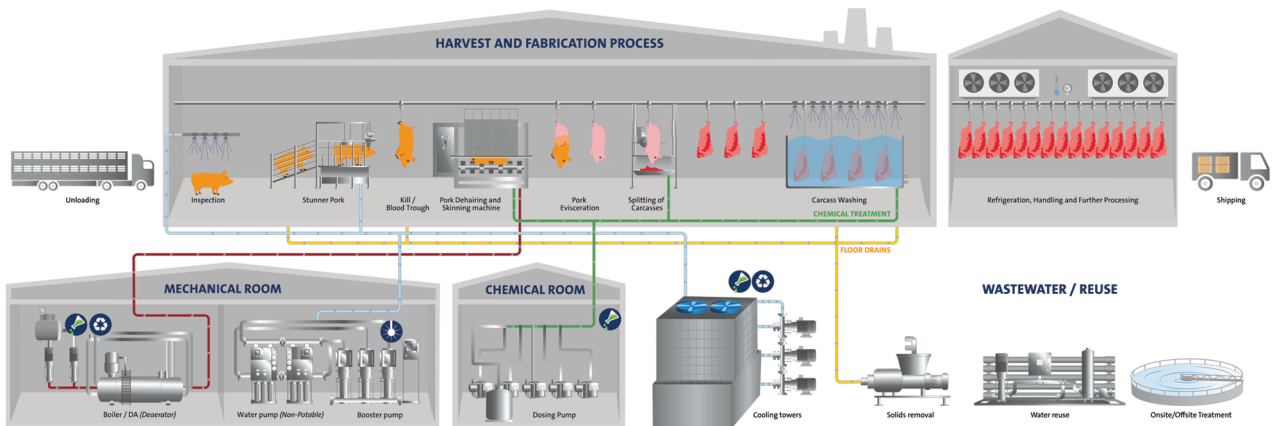 HARVEST AND FABRICATION PROCESS
Unloading
Inspection
Stunner Pork
Kill /
Blood Trough
Pork Dehairing and
Skinning machine
Pork
Evisceration
Splitting of
Carcasses
Carcass Washing
CHEMICAL TREATMENT
Refrigeration, Handling and Further Processing
Shipping
FLOOR DRAINS
MECHANICAL ROOM
CHEMICAL ROOM
WASTEWATER / REUSE
Boiler / DA (Deaerator)
Water pump (Non-Potable)
Booster pump
Dosing Pump
Cooling towers
Solids removal
Water reuse
Onsite/Offsite Treatment